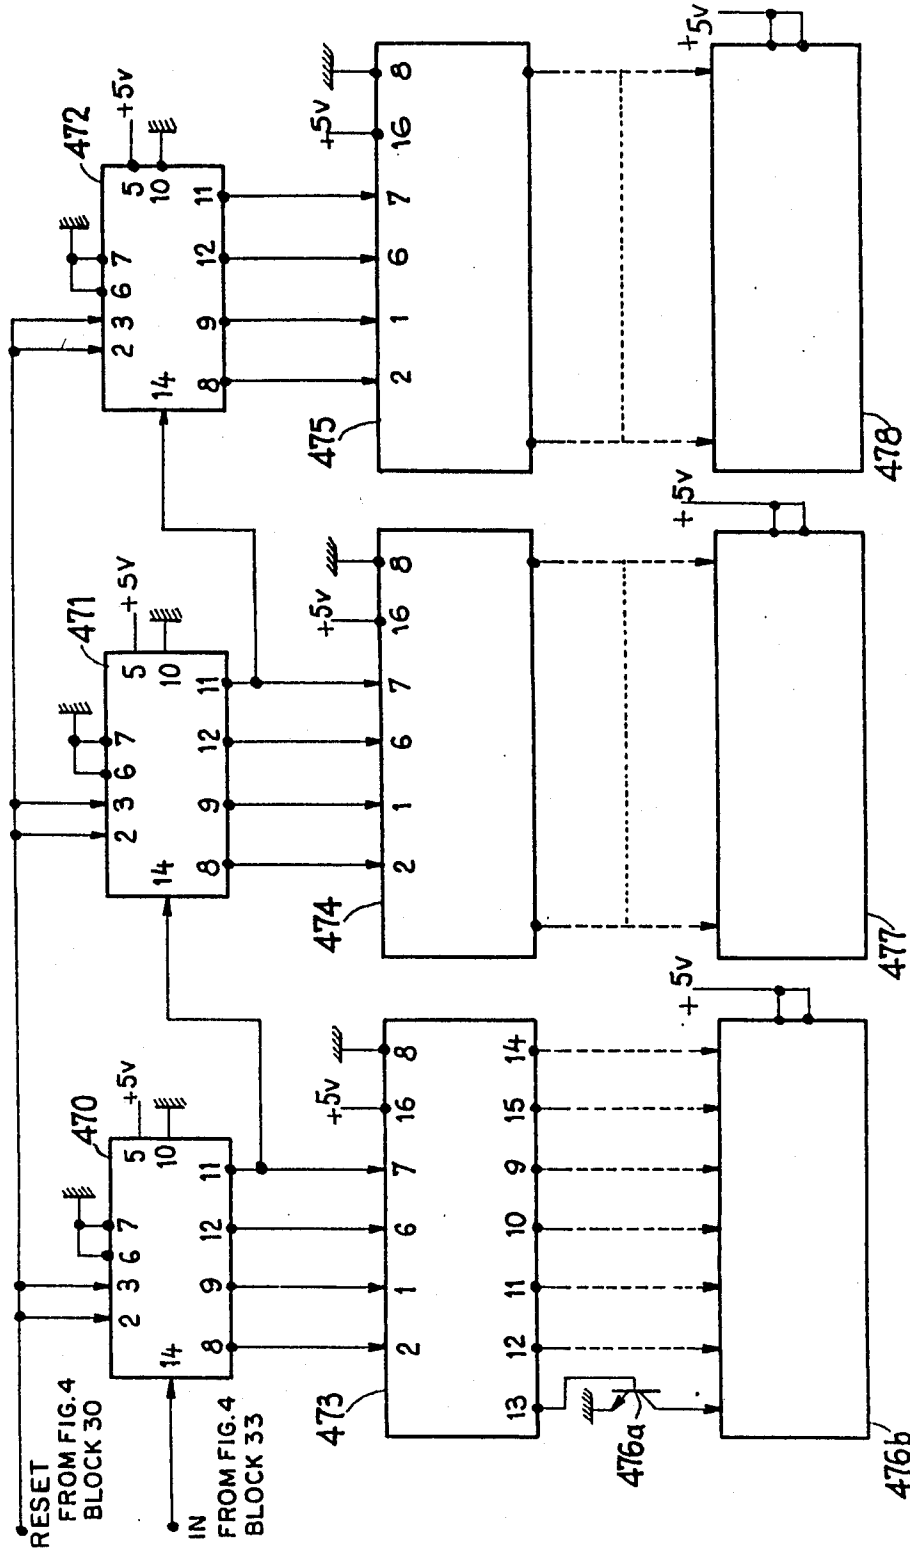 RESET
FROM FIG.4
BLOCK 30
IN
FROM FIG.4
BLOCK 33
470
2 3 6 7
14
5 +5V
10
8 9 12 11
471
2 3 6 7
14
5 +5V
10
8 9 12 11
472
2 3 6 7
14
5 +5V
10
8 9 12 11
473
+5V
2 1 6 7 16 8
13 12 11 10 9 15 14
474
+5V
2 1 6 7 16 8
475
+5V
2 1 6 7 16 8
476a
+5V
476b
+5V
477
+5V
478